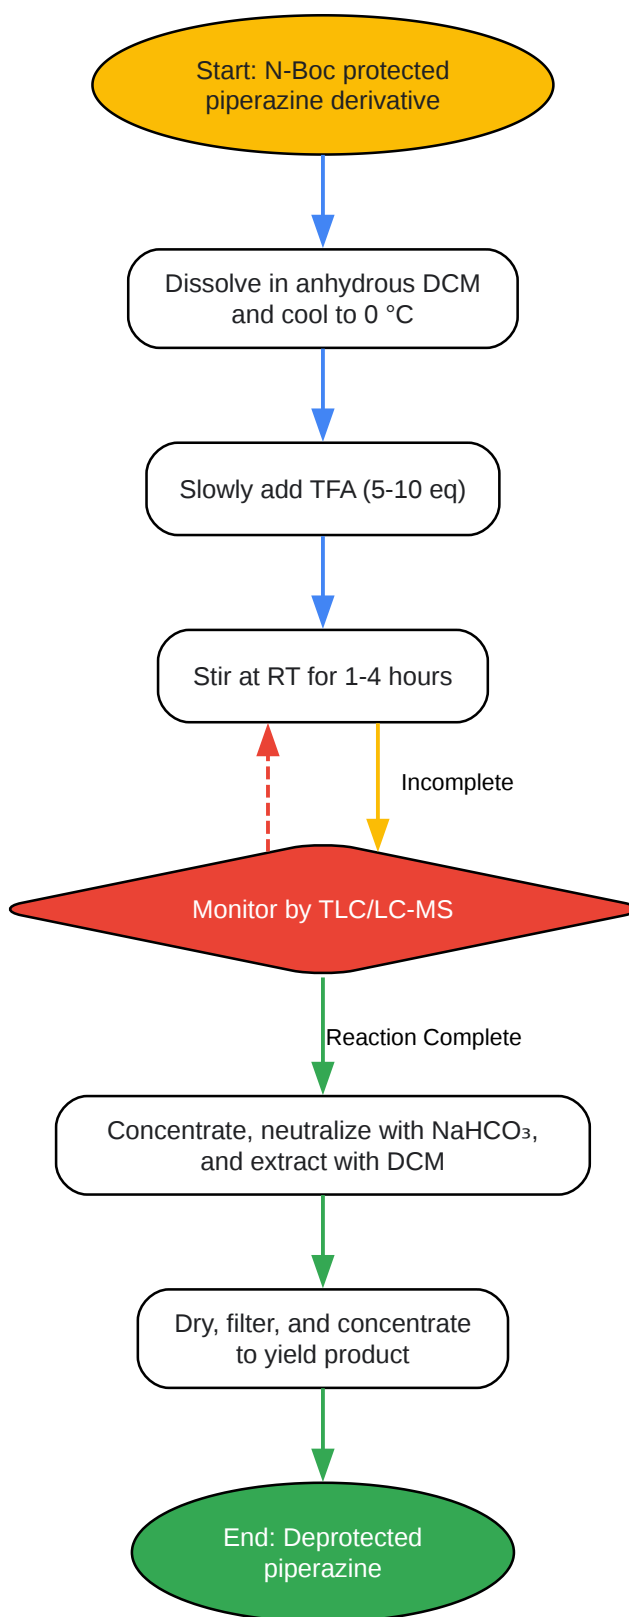 Start: N-Boc protected
piperazine derivative
Dissolve in anhydrous DCM
and cool to 0 °C
Slowly add TFA (5-10 eq)
Stir at RT for 1-4 hours
Incomplete
Monitor by TLC/LC-MS
Reaction Complete
Concentrate, neutralize with NaHCO₃,
and extract with DCM
Dry, filter, and concentrate
to yield product
End: Deprotected
piperazine